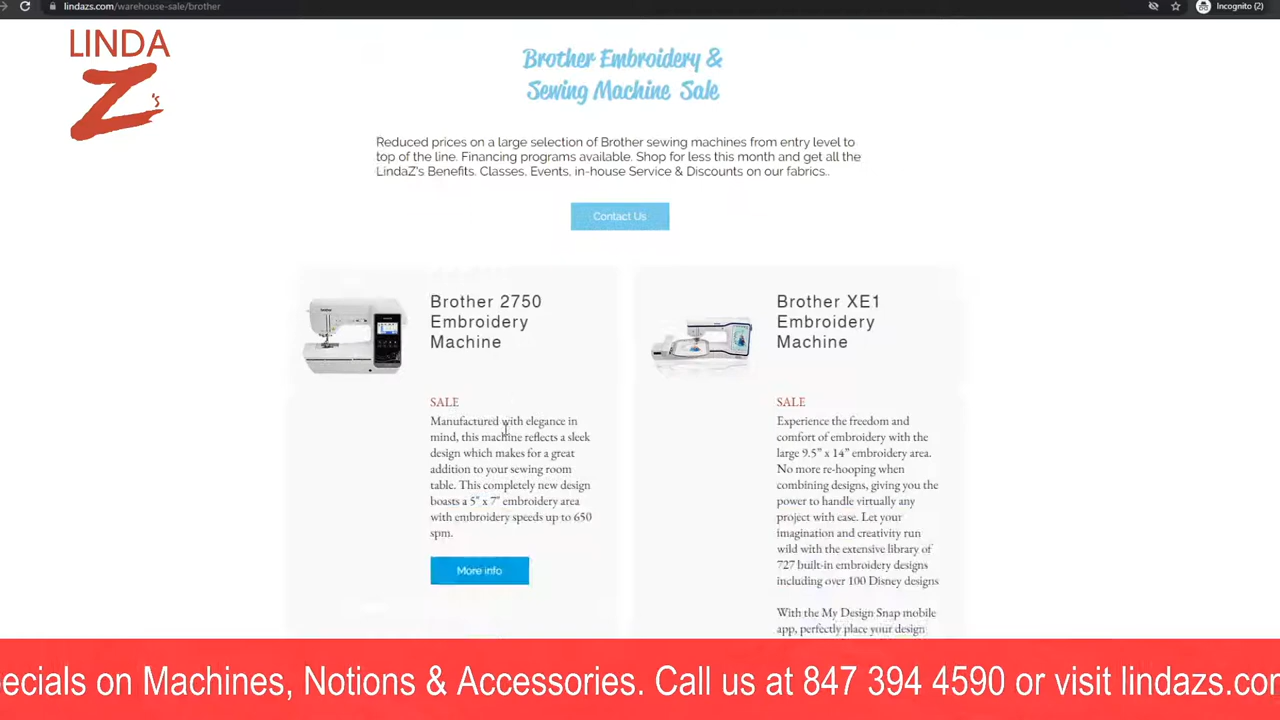 lindazs.com/warehouse-sale/brother
Incognito (2)
LINDA
Z's
Brother Embroidery &
Sewing Machine Sale
Reduced prices on a large selection of Brother sewing machines from entry level to
top of the line. Financing programs available. Shop for less this month and get all the
LindaZ's Benefits. Classes, Events, in-house Service & Discounts on our fabrics..
Contact Us
Brother 2750
Embroidery
Machine
SALE
Manufactured with elegance in
mind, this machine reflects a sleek
design which makes for a great
addition to your sewing room
table. This completely new design
boasts a 5" x 7" embroidery area
with embroidery speeds up to 650
spm.
More info
Brother XE1
Embroidery
Machine
SALE
Experience the freedom and
comfort of embroidery with the
large 9.5” x 14” embroidery area.
No more re-hooping when
combining designs, giving you the
power to handle virtually any
project with ease. Let your
imagination and creativity run
wild with the extensive library of
727 built-in embroidery designs
including over 100 Disney designs
With the My Design Snap mobile
app, perfectly place your design
ecials on Machines, Notions & Accessories. Call us at 847 394 4590 or visit lindazs.com